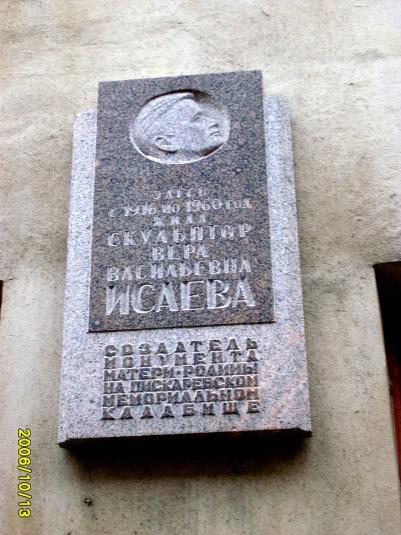 ЗДЕСЬ
С 1916 ПО 1960 ГОД
ЖИЛА
СКУЛЬПТОР
ВЕРА
ВАСИЛЬЕВНА
ИСАЕВА
СОЗДАТЕЛЬ
МОНУМЕНТА
МАТЕРИ-РОДИНЫ
НА ПИСКАРЕВСКОМ
МЕМОРИАЛЬНОМ
КЛАДБИЩЕ
2006/10/13